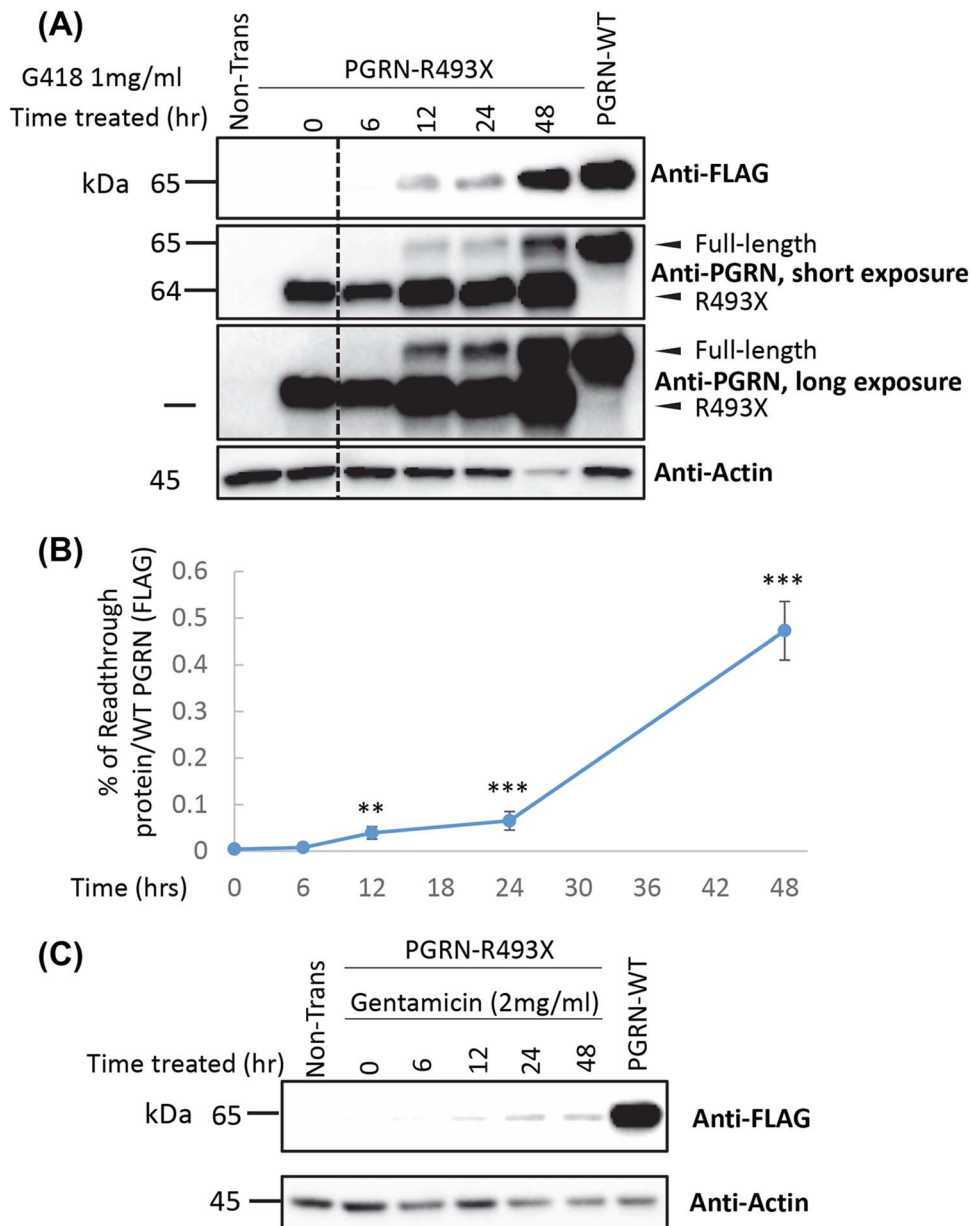 (A)
G418 1mg/ml
Time treated (hr)
Non-Trans
PGRN-R493X
0 6 12 24 48
PGRN-WT
kDa 65
Anti-FLAG
65
Full-length
Anti-PGRN, short exposure
64
R493X
Full-length
Anti-PGRN, long exposure
R493X
45
Anti-Actin
(B)
% of Readthrough
protein/WT PGRN (FLAG)
0.6
0.5
0.4
0.3
0.2
0.1
0
**
***
***
Time (hrs) 0 6 12 18 24 30 36 42 48
(C)
Non-Trans
PGRN-R493X
Gentamicin (2mg/ml)
PGRN-WT
Time treated (hr) 0 6 12 24 48
kDa 65
Anti-FLAG
45
Anti-Actin